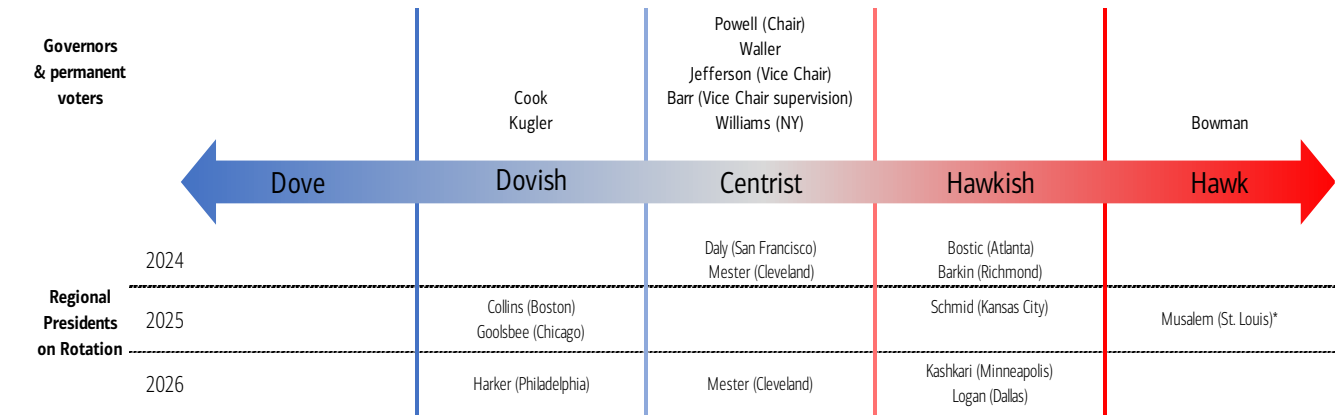 Governors
& permanent
voters
Cook
Kugler
Powell (Chair)
Waller
Jefferson (Vice Chair)
Barr (Vice Chair supervision)
Williams (NY)
Bowman
Dove
Dovish
Centrist
Hawkish
Hawk
Regional
Presidents
on Rotation
2024
Daly (San Francisco)
Mester (Cleveland)
Bostic (Atlanta)
Barkin (Richmond)
2025
Collins (Boston)
Goolsbee (Chicago)
Schmid (Kansas City)
Musalem (St. Louis)*
2026
Harker (Philadelphia)
Mester (Cleveland)
Kashkari (Minneapolis)
Logan (Dallas)